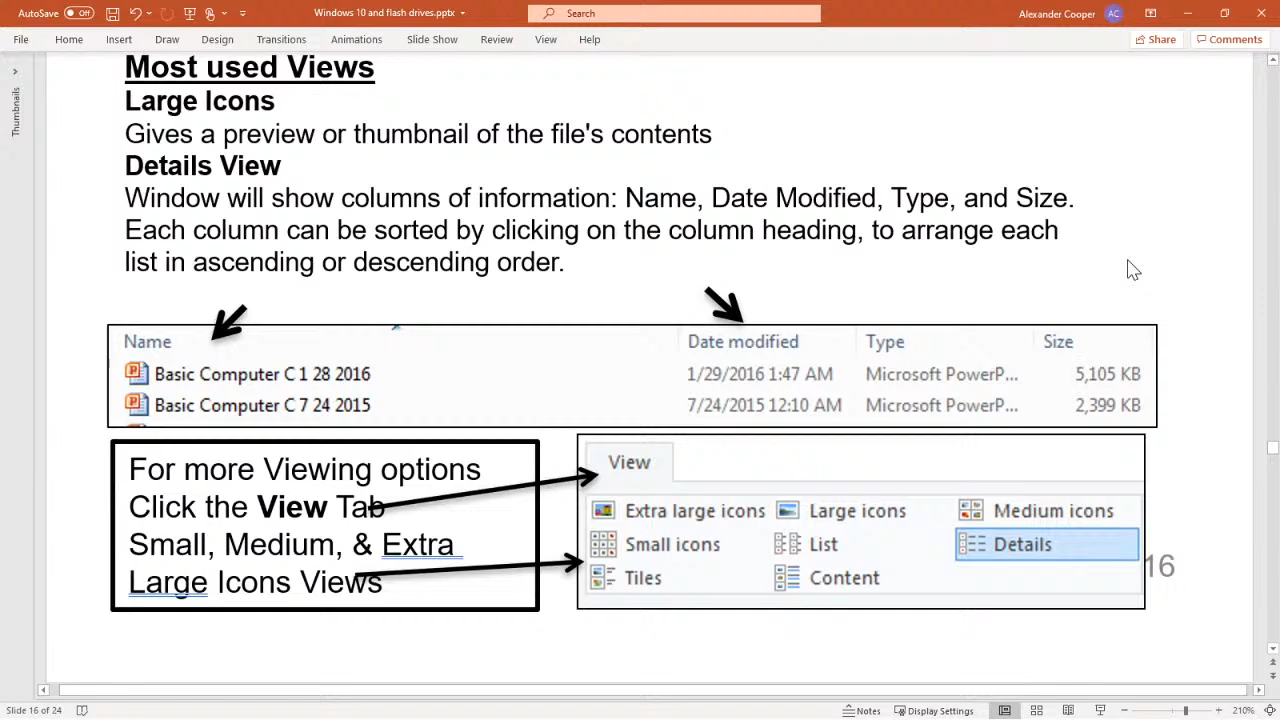 AutoSave Off Windows 10 and flash drives.pptx Search Alexander Cooper AC
File Home Insert Draw Design Transitions Animations Slide Show Review View Help Share Comments
Thumbnails
Most used Views
Large Icons
Gives a preview or thumbnail of the file's contents
Details View
Window will show columns of information: Name, Date Modified, Type, and Size.
Each column can be sorted by clicking on the column heading, to arrange each
list in ascending or descending order.
Name Date modified Type Size
Basic Computer C 1 28 2016 1/29/2016 1:47 AM Microsoft PowerP... 5,105 KB
Basic Computer C 7 24 2015 7/24/2015 12:10 AM Microsoft PowerP... 2,399 KB
For more Viewing options
Click the View Tab
Small, Medium, & Extra
Large Icons Views
View
Extra large icons Large icons Medium icons
Small icons List Details
Tiles Content
16
Slide 16 of 24 Notes Display Settings 210%